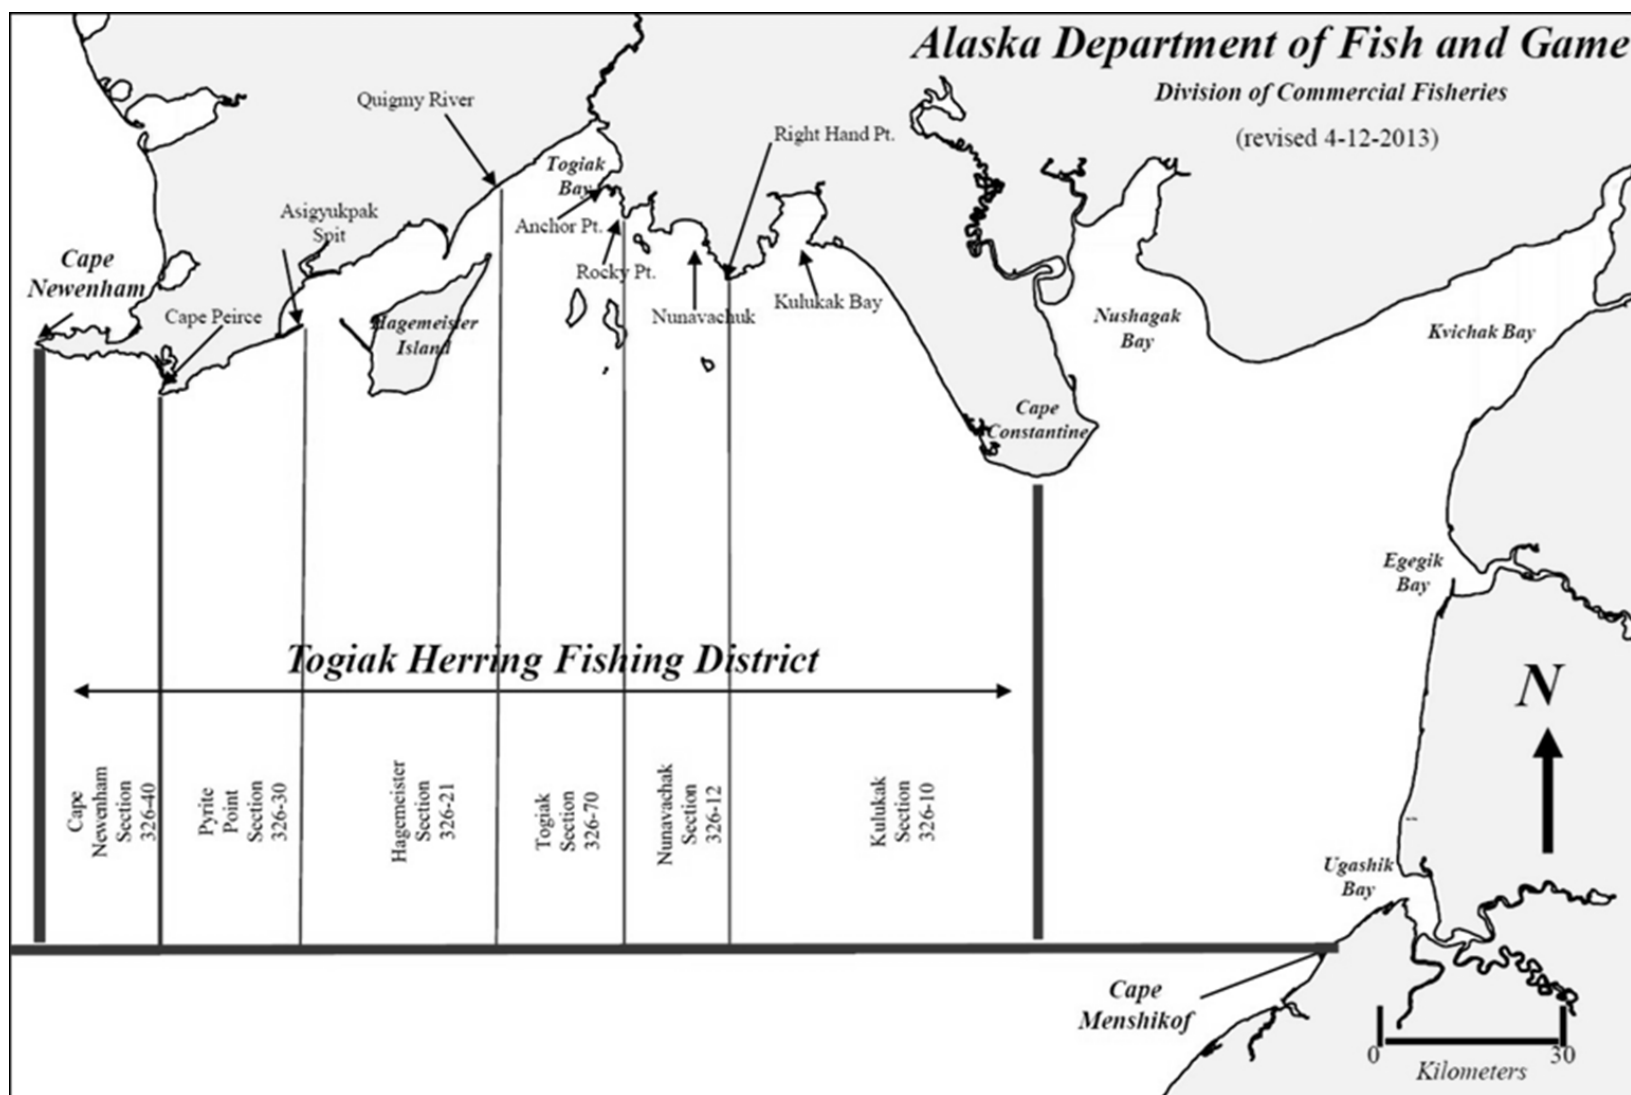 Alaska Department of Fish and Game
Division of Commercial Fisheries
(revised 4-12-2013)
Quigmy River
Right Hand Pt.
Togiak
Bay
Asigyukpak
Spit
Anchor Pt.
Cape
Newenham
Rocky Pt.
Cape Peirce
Nunavachuk
Kulukak Bay
Hagemeister
Island
Nushagak
Bay
Kvichak Bay
Cape
Constantine
Egegik
Bay
Togiak Herring Fishing District
N
Cape
Newenham
Section
326-40
Pyrite
Point
Section
326-30
Hagemeister
Section
326-21
Togiak
Section
326-70
Nunavachak
Section
326-12
Kulukak
Section
326-10
Ugashik
Bay
Cape
Menshikof
0 30
Kilometers